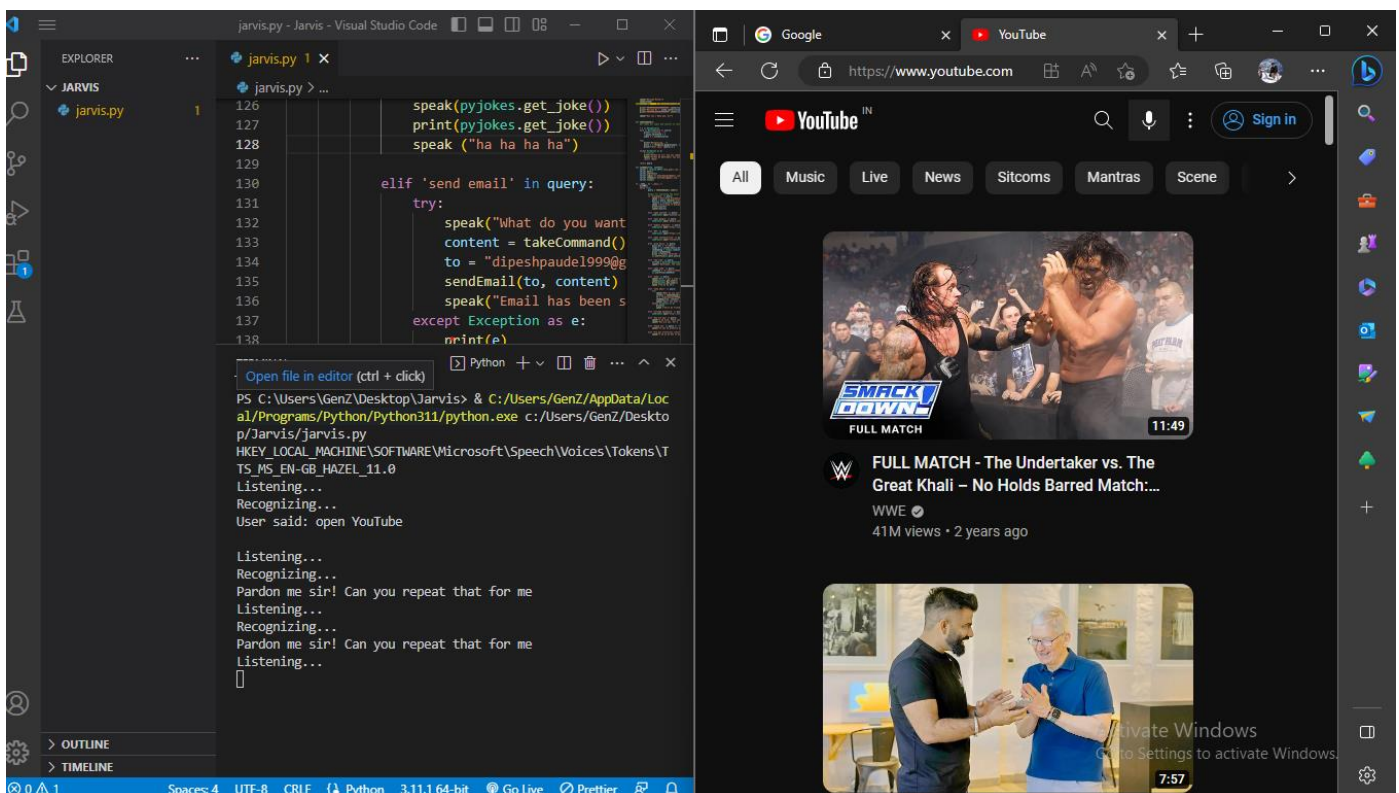 jarvis.py - Jarvis - Visual Studio Code
EXPLORER
JARVIS
jarvis.py 1
OUTLINE
TIMELINE
jarvis.py 1
jarvis.py > ...
126 speak(pyjokes.get_joke())
127 print(pyjokes.get_joke())
128 speak ("ha ha ha ha")
129
130 elif 'send email' in query:
131 try:
132 speak("What do you want
133 content = takeCommand()
134 to = "dipeshpaudel999@g
135 sendEmail(to, content)
136 speak("Email has been s
137 except Exception as e:
138 print(e)
Python
Open file in editor (ctrl + click)
PS C:\Users\GenZ\Desktop\Jarvis> & C:/Users/GenZ/AppData/Loc
al/Programs/Python/Python311/python.exe c:/Users/GenZ/Deskto
p/Jarvis/jarvis.py
HKEY_LOCAL_MACHINE\SOFTWARE\Microsoft\Speech\Voices\Tokens\T
TS_MS_EN-GB_HAZEL_11.0
Listening...
Recognizing...
User said: open YouTube
Listening...
Recognizing...
Pardon me sir! Can you repeat that for me
Listening...
Recognizing...
Pardon me sir! Can you repeat that for me
Listening...
0 1 Spaces: 4 UTF-8 CRLF Python 3.11.1 64-bit Go Live Prettier
Google
YouTube
https://www.youtube.com
YouTube IN
Sign in
All Music Live News Sitcoms Mantras Scene
SMACK
DOWN
FULL MATCH
11:49
FULL MATCH - The Undertaker vs. The
Great Khali – No Holds Barred Match:...
WWE
41M views • 2 years ago
Activate Windows
Go to Settings to activate Windows.
7:57